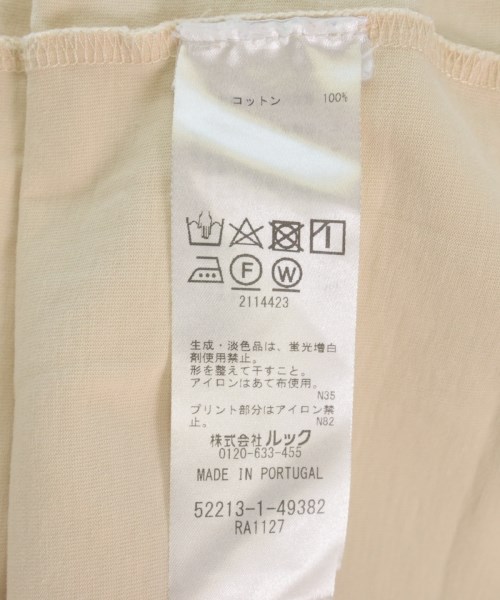 コットン 100%
F W
2114423
生成・淡色品は、蛍光増白
剤使用禁止。
形を整えて干すこと。
アイロンはあて布使用。
N35
プリント部分はアイロン禁
止。 N82
株式会社ルック
0120-633-455
MADE IN PORTUGAL
52213-1-49382
RA1127